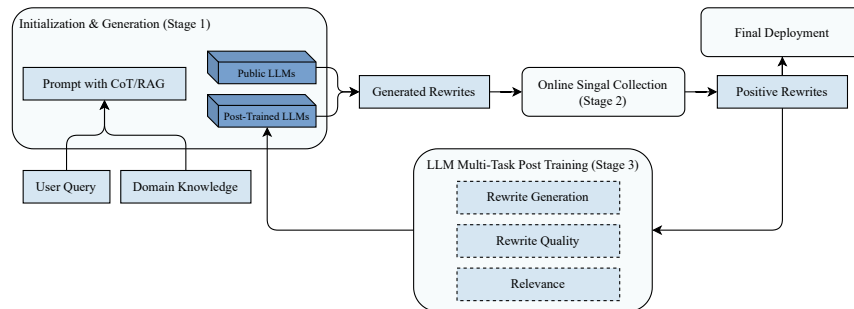 Initialization & Generation (Stage 1)
Final Deployment
Public LLMs
Prompt with CoT/RAG
Generated Rewrites
Online Singal Collection
(Stage 2)
Positive Rewrites
Post-Trained LLMs
LLM Multi-Task Post Training (Stage 3)
User Query
Domain Knowledge
Rewrite Generation
Rewrite Quality
Relevance